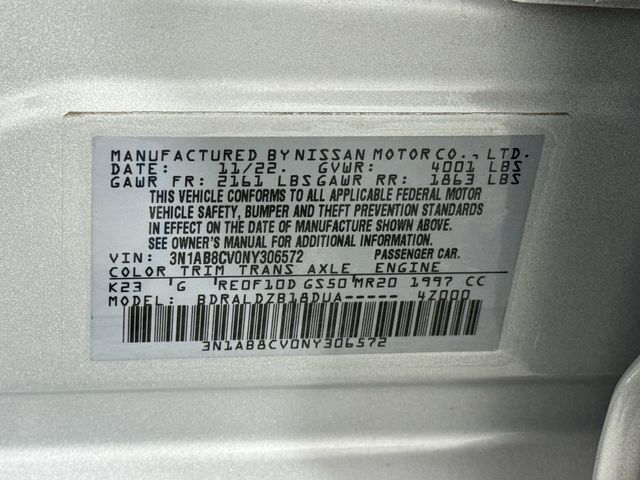 MANUFACTURED BY NISSAN MOTOR CO., LTD.
DATE: 11/22. GVWR: 4001 LBS
GAWR FR: 2161 LBS GAWR RR: 1863 LBS
THIS VEHICLE CONFORMS TO ALL APPLICABLE FEDERAL MOTOR
VEHICLE SAFETY, BUMPER AND THEFT PREVENTION STANDARDS
IN EFFECT ON THE DATE OF MANUFACTURE SHOWN ABOVE.
SEE OWNER'S MANUAL FOR ADDITIONAL INFORMATION.
VIN: 3N1AB8CV0NY306572 PASSENGER CAR.
COLOR TRIM TRANS AXLE ENGINE
K23 G RE0F10D GS50 MR20 1997 CC
MODEL: BDRALDZB18DUA----- 4Z000
3N1AB8CV0NY306572